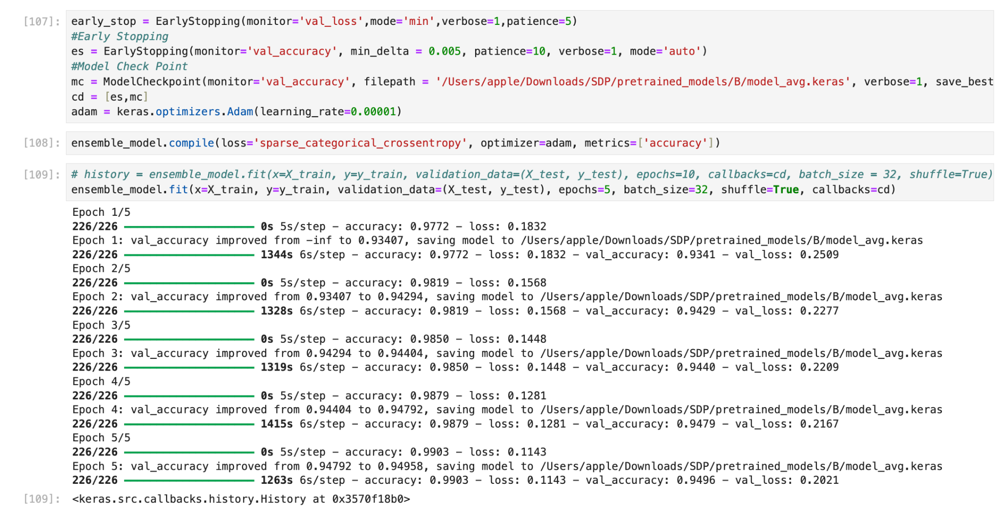 [107]: early_stop = EarlyStopping(monitor='val_loss',mode='min',verbose=1,patience=5)
#Early Stopping
es = EarlyStopping(monitor='val_accuracy', min_delta = 0.005, patience=10, verbose=1, mode='auto')
#Model Check Point
mc = ModelCheckpoint(monitor='val_accuracy', filepath = '/Users/apple/Downloads/SDP/pretrained_models/B/model_avg.keras', verbose=1, save_best
cd = [es,mc]
adam = keras.optimizers.Adam(learning_rate=0.00001)
[108]: ensemble_model.compile(loss='sparse_categorical_crossentropy', optimizer=adam, metrics=['accuracy'])
[109]: # history = ensemble_model.fit(x=X_train, y=y_train, validation_data=(X_test, y_test), epochs=10, callbacks=cd, batch_size = 32, shuffle=True)
ensemble_model.fit(x=X_train, y=y_train, validation_data=(X_test, y_test), epochs=5, batch_size=32, shuffle=True, callbacks=cd)
Epoch 1/5
226/226 ━━━━━━━━━━━━━━━━━━━━ 0s 5s/step - accuracy: 0.9772 - loss: 0.1832
Epoch 1: val_accuracy improved from -inf to 0.93407, saving model to /Users/apple/Downloads/SDP/pretrained_models/B/model_avg.keras
226/226 ━━━━━━━━━━━━━━━━━━━━ 1344s 6s/step - accuracy: 0.9772 - loss: 0.1832 - val_accuracy: 0.9341 - val_loss: 0.2509
Epoch 2/5
226/226 ━━━━━━━━━━━━━━━━━━━━ 0s 5s/step - accuracy: 0.9819 - loss: 0.1568
Epoch 2: val_accuracy improved from 0.93407 to 0.94294, saving model to /Users/apple/Downloads/SDP/pretrained_models/B/model_avg.keras
226/226 ━━━━━━━━━━━━━━━━━━━━ 1328s 6s/step - accuracy: 0.9819 - loss: 0.1568 - val_accuracy: 0.9429 - val_loss: 0.2277
Epoch 3/5
226/226 ━━━━━━━━━━━━━━━━━━━━ 0s 5s/step - accuracy: 0.9850 - loss: 0.1448
Epoch 3: val_accuracy improved from 0.94294 to 0.94404, saving model to /Users/apple/Downloads/SDP/pretrained_models/B/model_avg.keras
226/226 ━━━━━━━━━━━━━━━━━━━━ 1319s 6s/step - accuracy: 0.9850 - loss: 0.1448 - val_accuracy: 0.9440 - val_loss: 0.2209
Epoch 4/5
226/226 ━━━━━━━━━━━━━━━━━━━━ 0s 5s/step - accuracy: 0.9879 - loss: 0.1281
Epoch 4: val_accuracy improved from 0.94404 to 0.94792, saving model to /Users/apple/Downloads/SDP/pretrained_models/B/model_avg.keras
226/226 ━━━━━━━━━━━━━━━━━━━━ 1415s 6s/step - accuracy: 0.9879 - loss: 0.1281 - val_accuracy: 0.9479 - val_loss: 0.2167
Epoch 5/5
226/226 ━━━━━━━━━━━━━━━━━━━━ 0s 5s/step - accuracy: 0.9903 - loss: 0.1143
Epoch 5: val_accuracy improved from 0.94792 to 0.94958, saving model to /Users/apple/Downloads/SDP/pretrained_models/B/model_avg.keras
226/226 ━━━━━━━━━━━━━━━━━━━━ 1263s 6s/step - accuracy: 0.9903 - loss: 0.1143 - val_accuracy: 0.9496 - val_loss: 0.2021
[109]: <keras.src.callbacks.history.History at 0x3570f18b0>